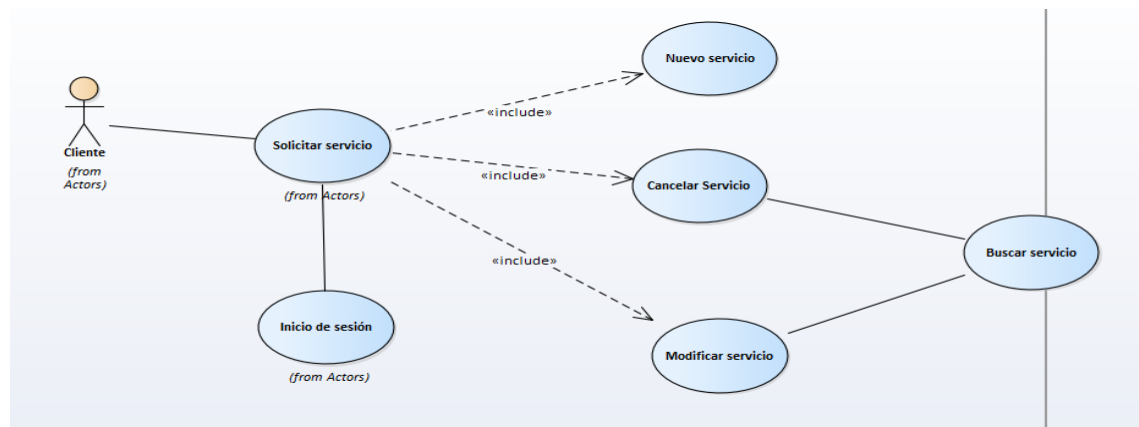 Nuevo servicio
«include»
Cliente
(from
Actors)
Solicitar servicio
(from Actors)
«include»
Cancelar Servicio
«include»
Buscar servicio
Inicio de sesión
(from Actors)
Modificar servicio